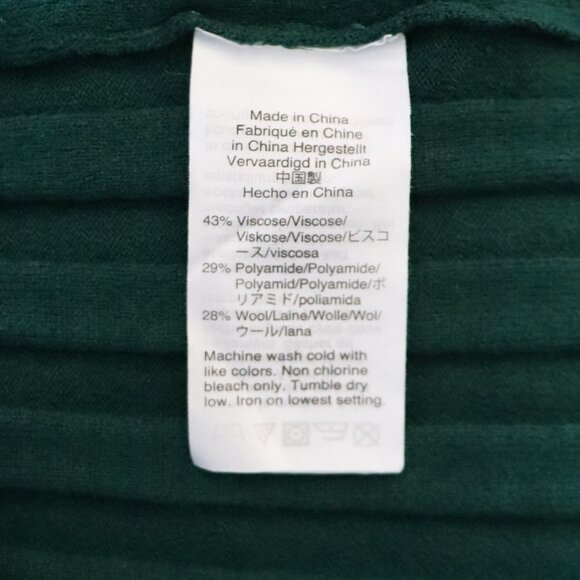 Made in China
Fabriqué en Chine
in China Hergestellt
Vervaardigd in China
中国製
Hecho en China
43% Viscose/Viscose/
Viskose/Viscose/ビスコ
ース/viscosa
29% Polyamide/Polyamide/
Polyamid/Polyamide/ポ
リアミド/poliamida
28% Wool/Laine/Wolle/Wol/
ウール/lana
Machine wash cold with
like colors. Non chlorine
bleach only. Tumble dry
low. Iron on lowest setting.